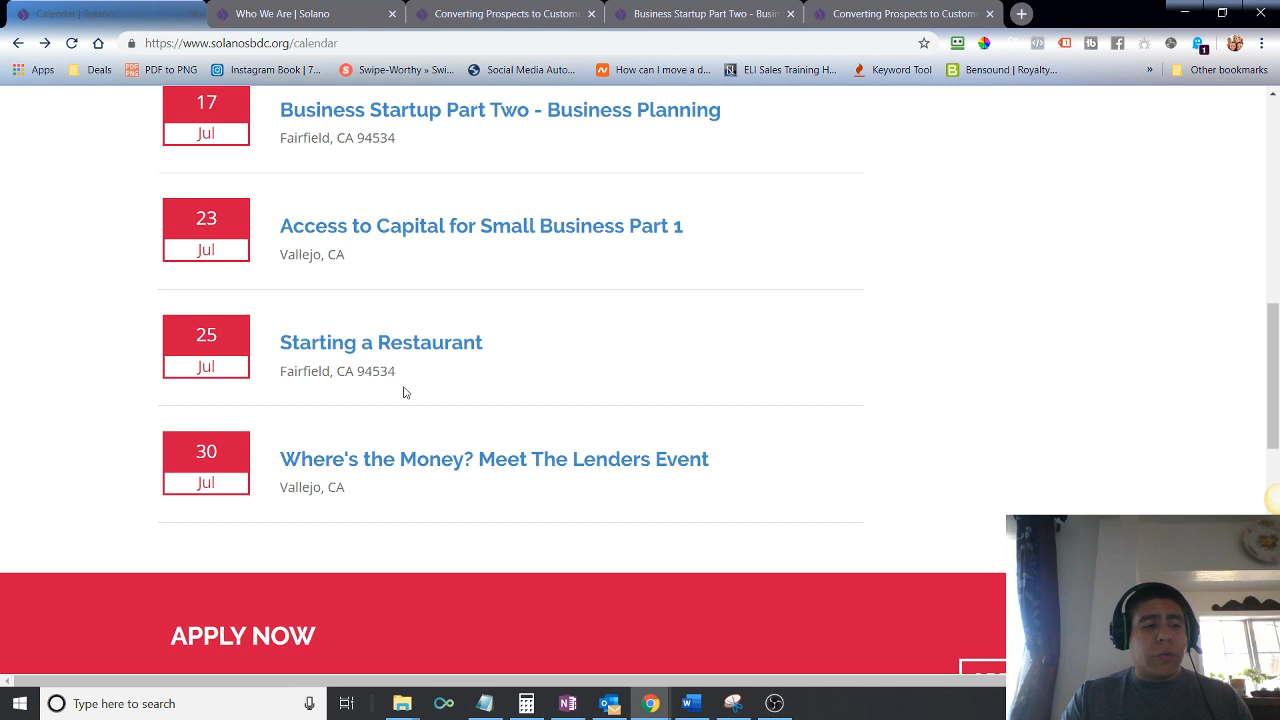 Calendar | Solano
Who We Are | Solano
Converting Prospects to Custom
Business Startup Part Two - Busin
Converting Prospects to Custom
https://www.solanosbdc.org/calendar
1
Apps
Deals
PDF to PNG
Instagram Book | 7...
Swipe-Worthy » Swi...
Social Media Auto...
How can I move a d...
ELI Sales Training H...
Keyword Tool
Bensound | Royalty...
»
Other bookmarks
17
Jul
Business Startup Part Two - Business Planning
Fairfield, CA 94534
23
Jul
Access to Capital for Small Business Part 1
Vallejo, CA
25
Jul
Starting a Restaurant
Fairfield, CA 94534
30
Jul
Where's the Money? Meet The Lenders Event
Vallejo, CA
APPLY NOW
Type here to search